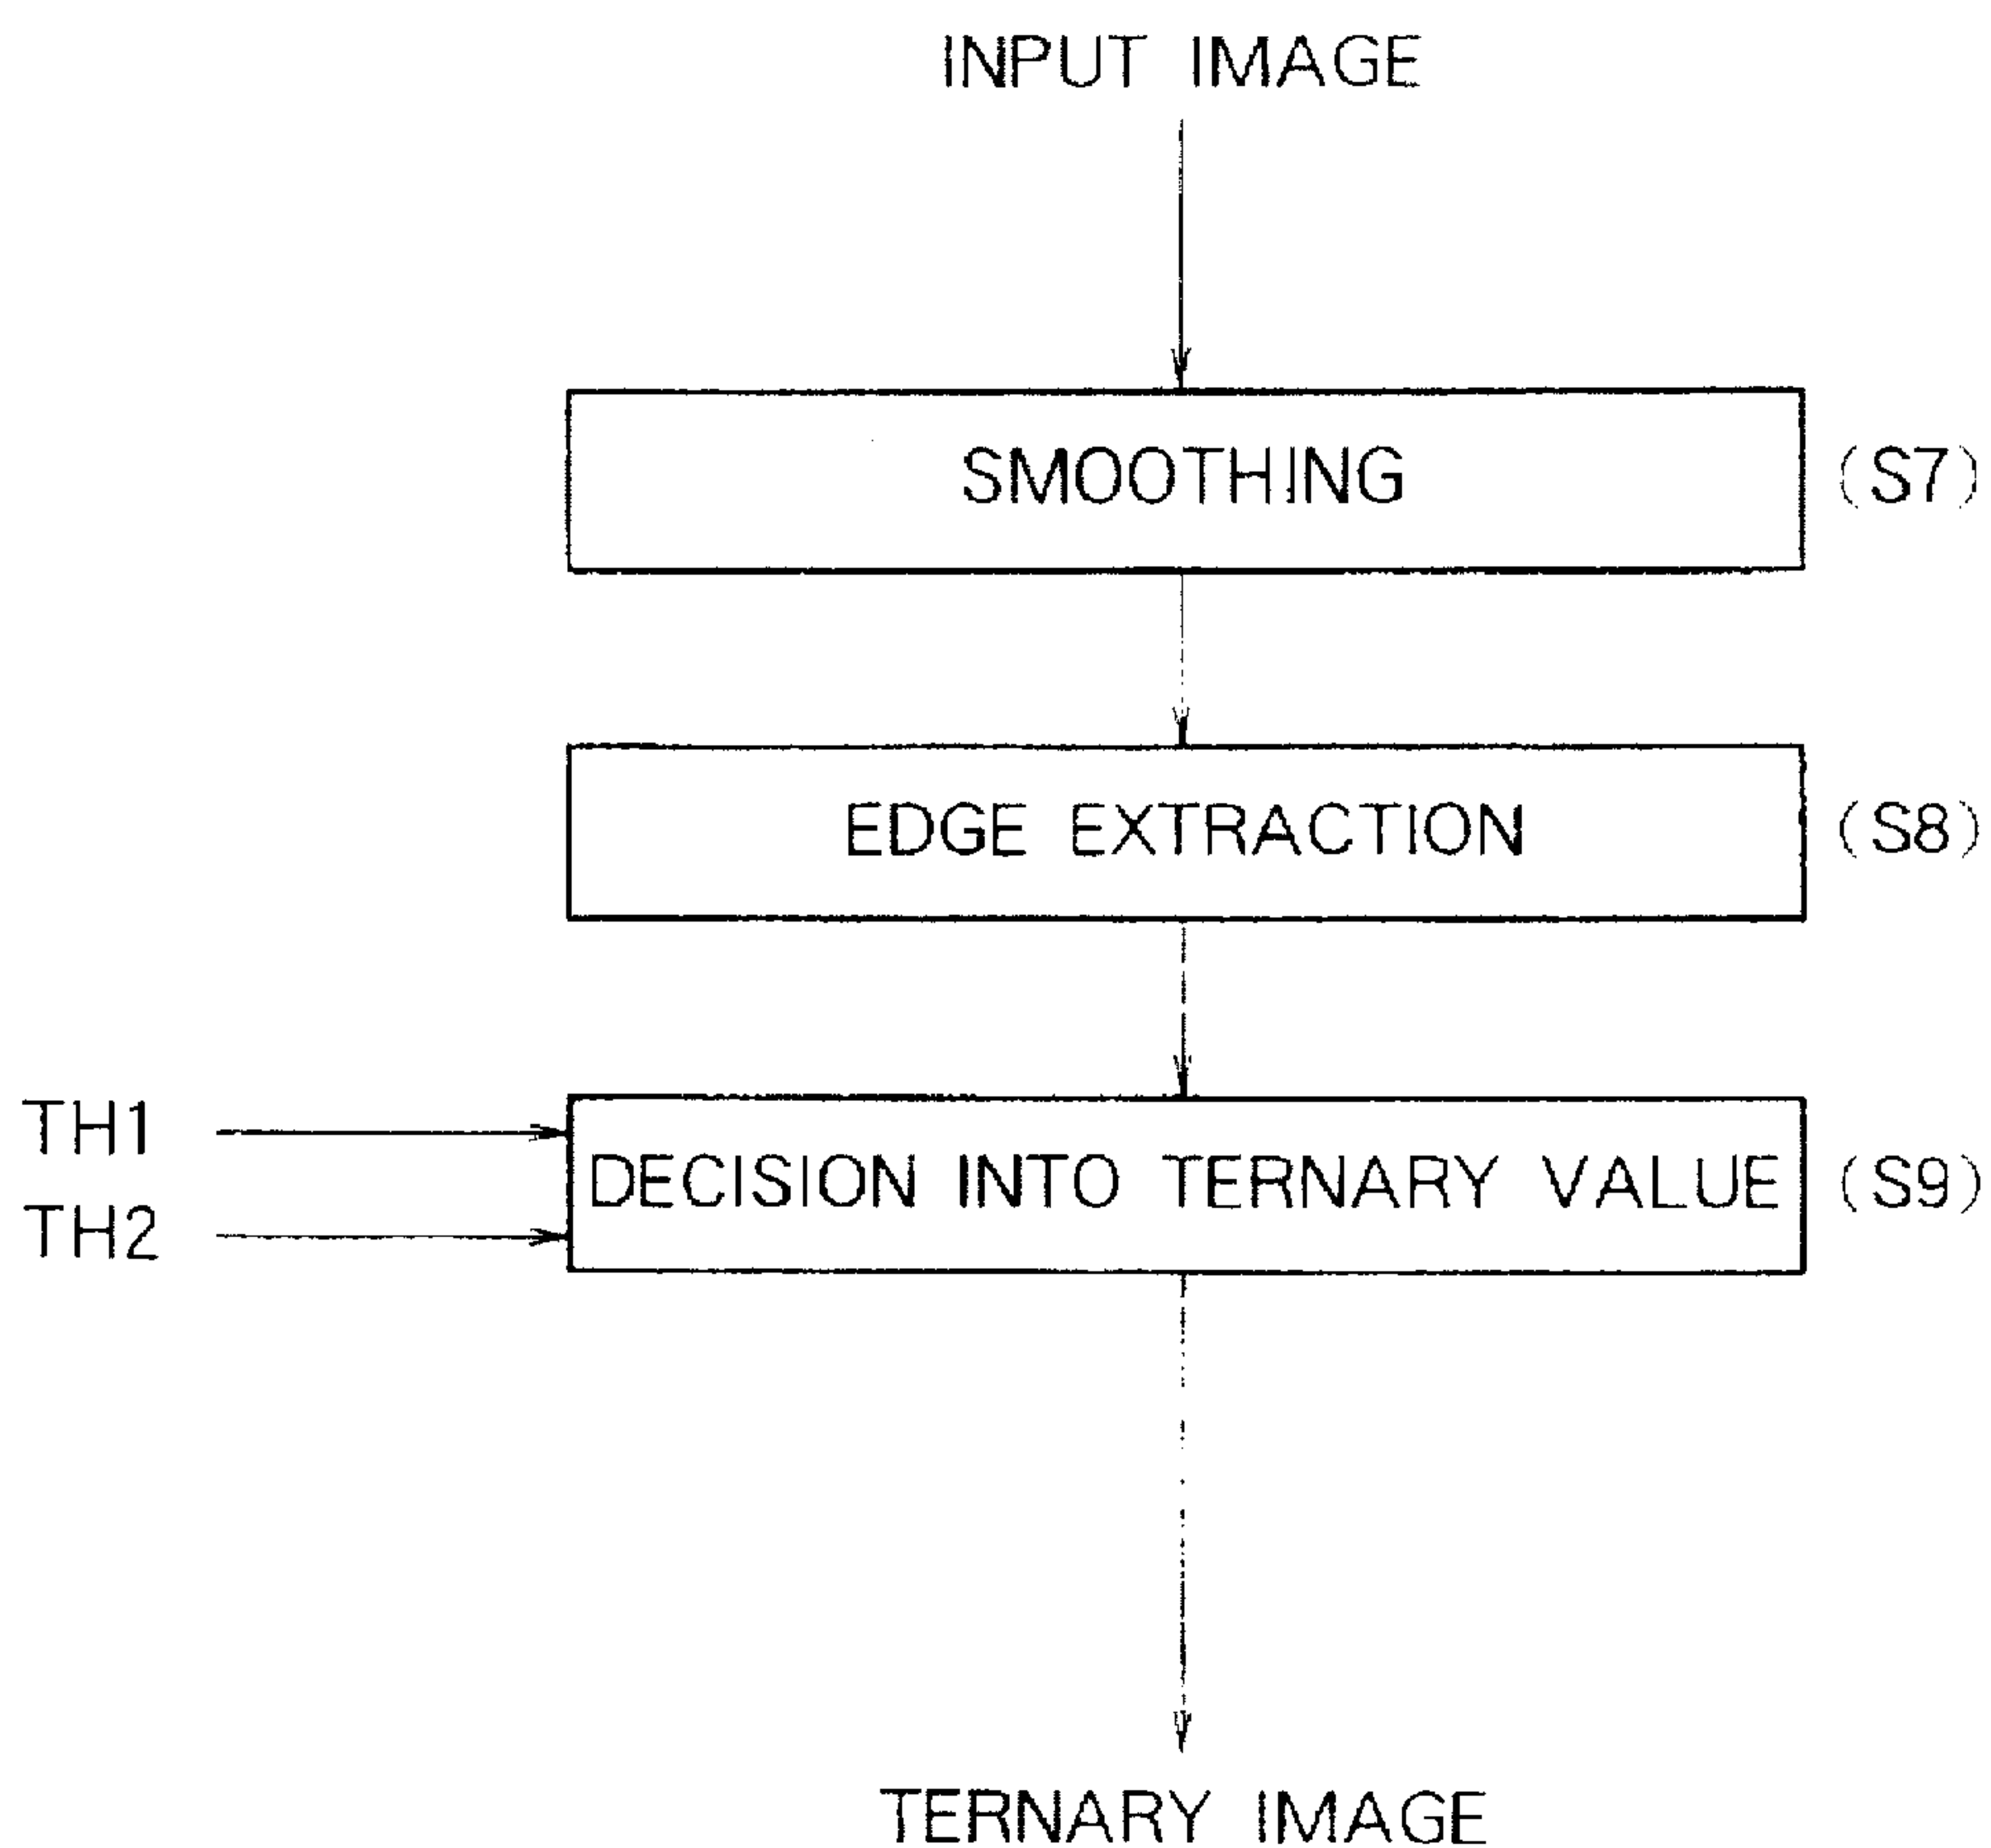 INPUT IMAGE
SMOOTHING (S7)
EDGE EXTRACTION (S8)
TH1
DECISION INTO TERNARY VALUE (S9)
TH2
TERNARY IMAGE